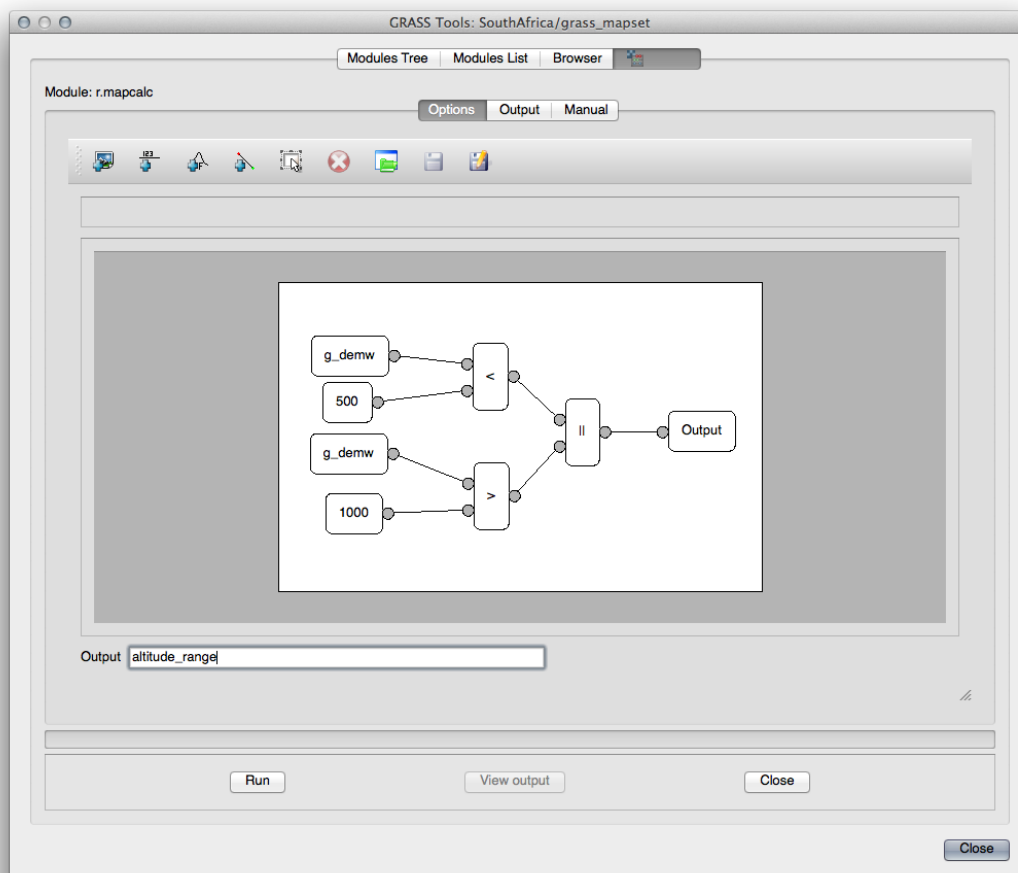 GRASS Tools: SouthAfrica/grass_mapset
Modules Tree Modules List Browser
Module: r.mapcalc
Options Output Manual
123
F
g_demw
<
500
||
Output
g_demw
>
1000
Output altitude_range
Run View output Close
Close